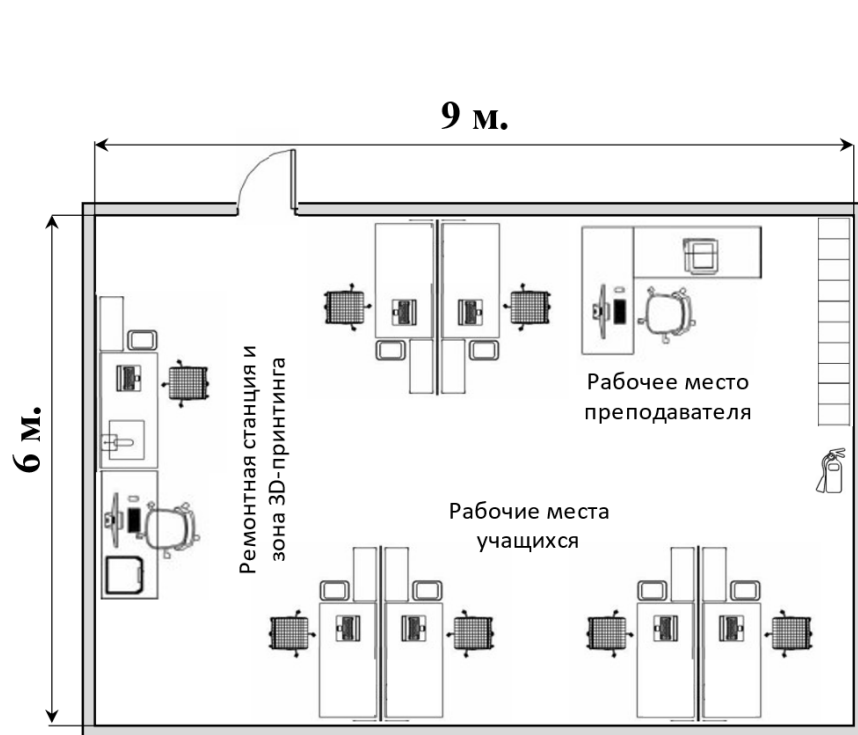 9 м.
6 м.
Ремонтная станция и
зона 3D-принтинга
Рабочее место
преподавателя
Рабочие места
учащихся